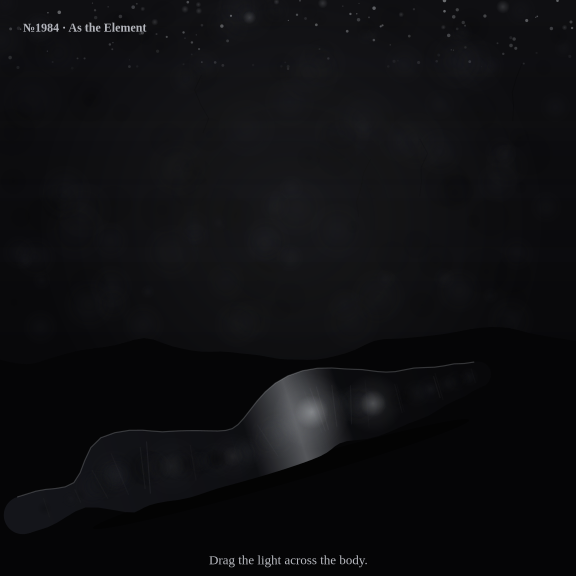 №1984 · As the Element
Drag the light across the body.